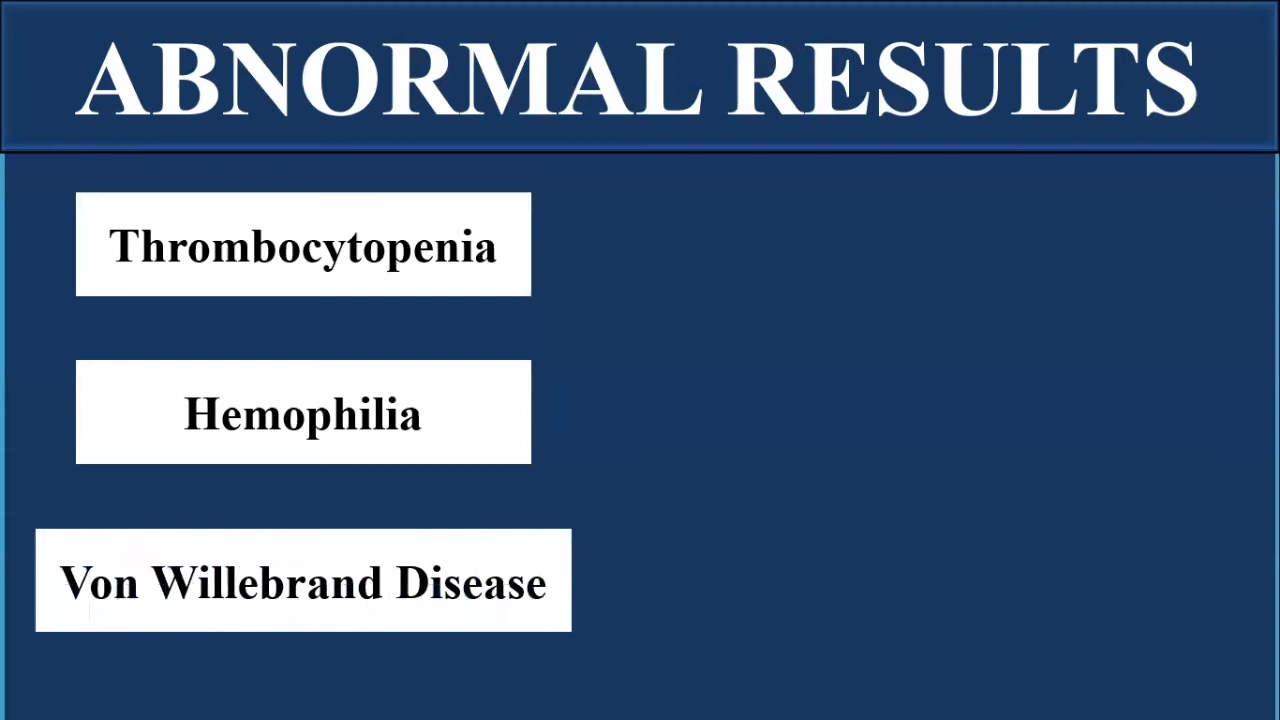 ABNORMAL RESULTS
Thrombocytopenia
Hemophilia
Von Willebrand Disease